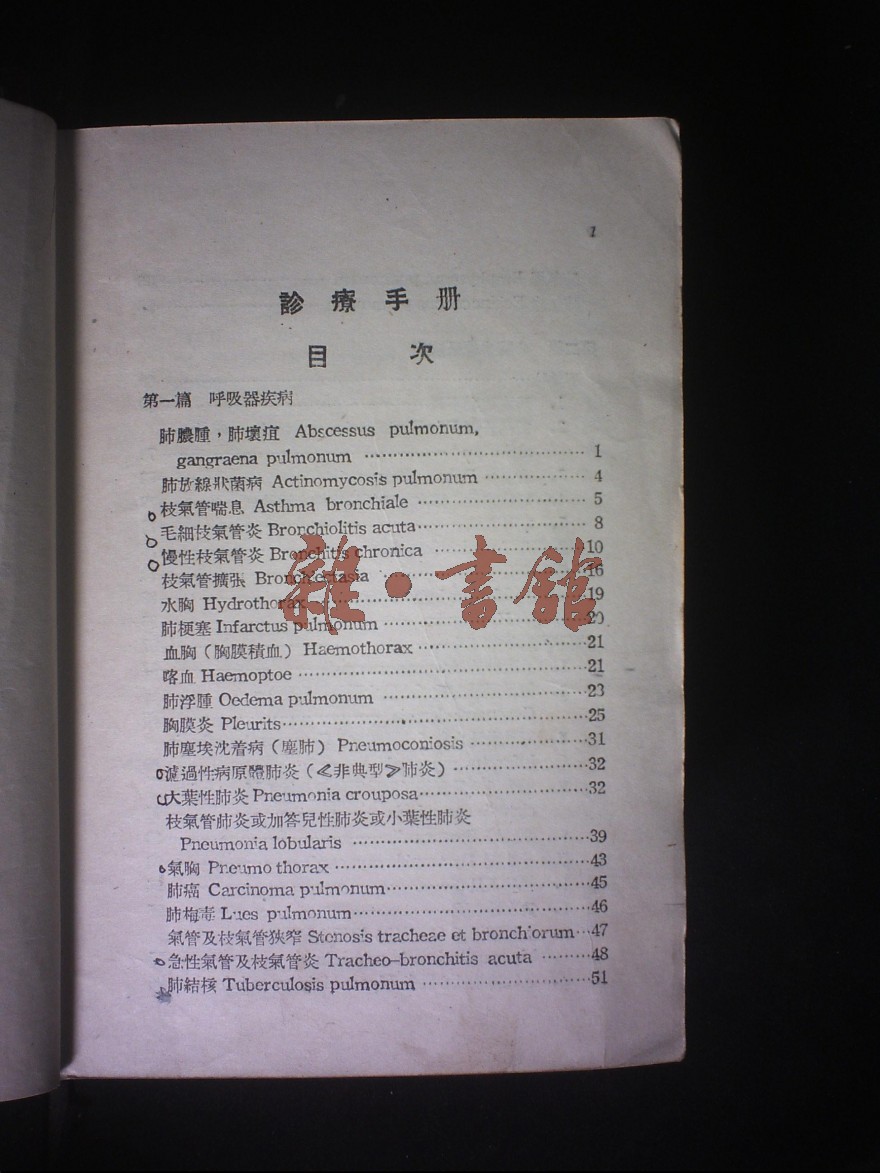 1
診療手册
目次
第一篇 呼吸器疾病
肺膿腫，肺壞疽 Abscessus pulmonum,
gangraena pulmonum ⋯⋯ 1
肺放線狀菌病 Actinomycosis pulmonum ⋯⋯ 4
枝氣管喘息 Asthma bronchiale ⋯⋯ 5
毛細枝氣管炎 Bronchiolitis acuta ⋯⋯ 8
慢性枝氣管炎 Bronchitis chronica ⋯⋯ 10
枝氣管擴張 Bronchiectasia ⋯⋯ 16
水胸 Hydrothorax ⋯⋯ 19
肺梗塞 Infarctus pulmonum ⋯⋯ 20
血胸（胸膜積血）Haemothorax ⋯⋯ 21
喀血 Haemoptoe ⋯⋯ 21
肺浮腫 Oedema pulmonum ⋯⋯ 23
胸膜炎 Pleurits ⋯⋯ 25
肺塵埃沈着病（塵肺）Pneumoconiosis ⋯⋯ 31
濾過性病原體肺炎（≪非典型≫肺炎）⋯⋯ 32
大葉性肺炎 Pneumonia crouposa ⋯⋯ 32
枝氣管肺炎或加答兒性肺炎或小葉性肺炎
Pneumonia lobularis ⋯⋯ 39
氣胸 Pneumo thorax ⋯⋯ 43
肺癌 Carcinoma pulmonum ⋯⋯ 45
肺梅毒 Lues pulmonum ⋯⋯ 46
氣管及枝氣管狹窄 Stenosis tracheae et bronchiorum ⋯⋯ 47
急性氣管及枝氣管炎 Tracheo-bronchitis acuta ⋯⋯ 48
肺結核 Tuberculosis pulmonum ⋯⋯ 51
雜·書館